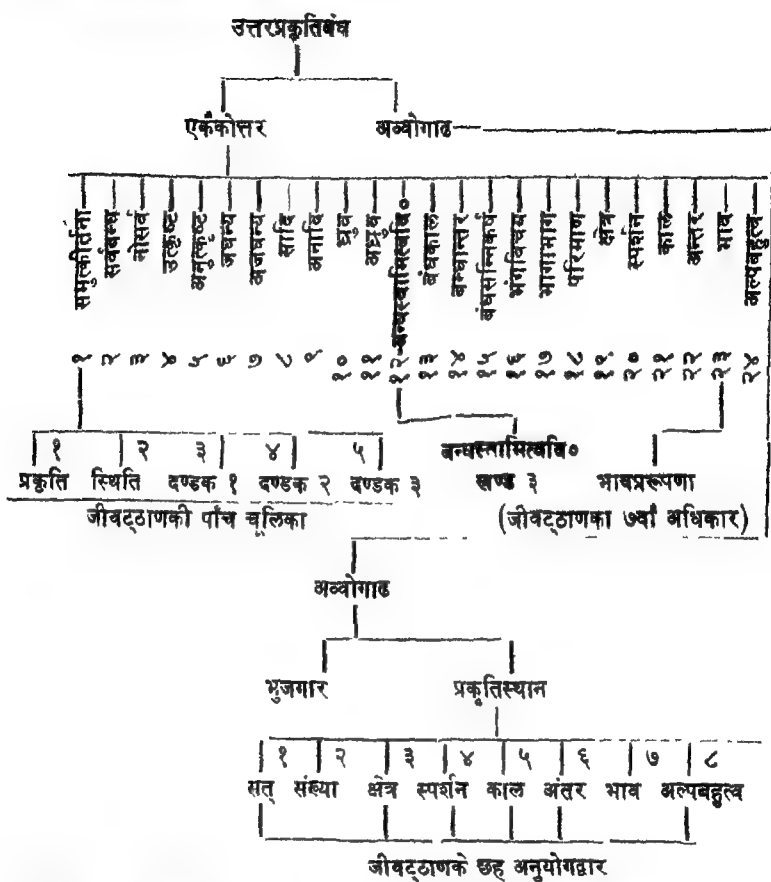 उत्तरप्रकृतिबंध
एकैकोत्तर अव्वोगाढ
समुत्कीर्तना सर्वबन्ध नोसर्व उत्कृष्ट अनुत्कृष्ट जघन्य अजघन्य सादि अनादि ध्रुव अध्रुव बन्धस्वामित्ववि० बंधकाल बन्धान्तर बंधसन्निकर्ष भंगविचय भागाभाग परिमाण क्षेत्र स्पर्शन काल अन्तर भाव अल्पबहुत्व
१ २ ३ ४ ५ ६ ७ ८ ९ १० ११ १२ १३ १४ १५ १६ १७ १८ १९ २० २१ २२ २३ २४
१ २ ३ ४ ५ बन्धस्वामित्ववि०
प्रकृति स्थिति दण्डक १ दण्डक २ दण्डक ३ खण्ड ३ भावप्ररूपणा
जीवट्ठाणकी पाँच चूलिका (जीवट्ठाणका ७वाँ अधिकार)
अव्वोगाढ
भुजगार प्रकृतिस्थान
१ २ ३ ४ ५ ६ ७ ८
सत् संख्या क्षेत्र स्पर्शन काल अंतर भाव अल्पबहुत्व
जीवट्ठाणके छह अनुयोगद्वार